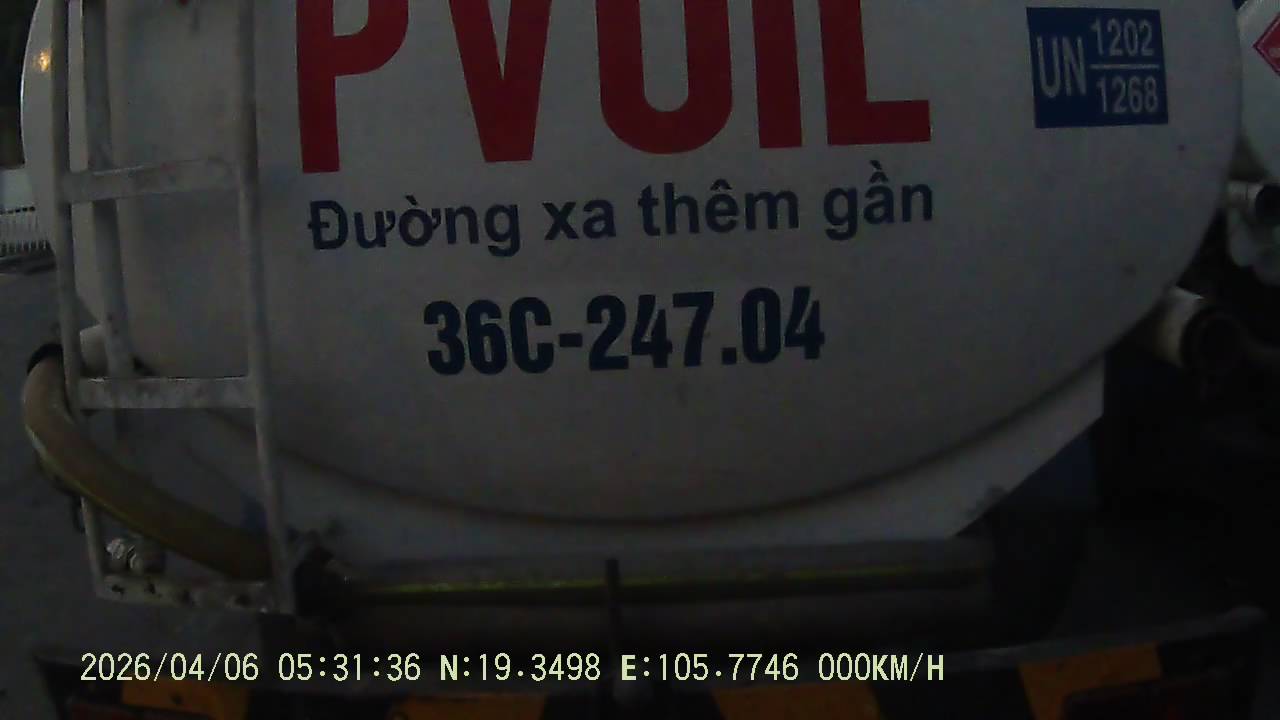 PVOIL
UN 1202
1268
Đường xa thêm gần
36C-247.04
2026/04/06 05:31:36 N:19.3498 E:105.7746 000KM/H